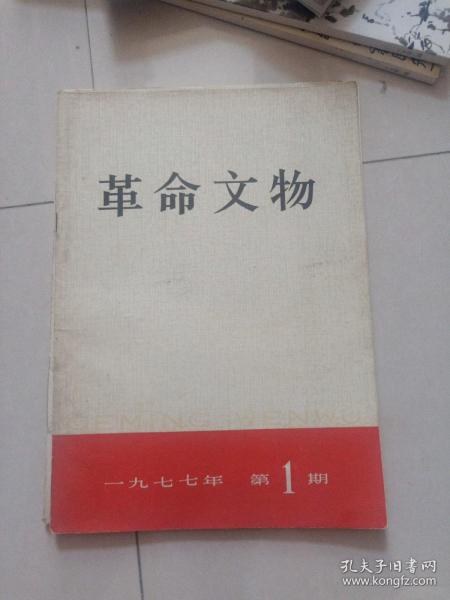 革命文物
GEMING WENWU
一九七七年 第1期
孔夫子旧书网
www.kongfz.com